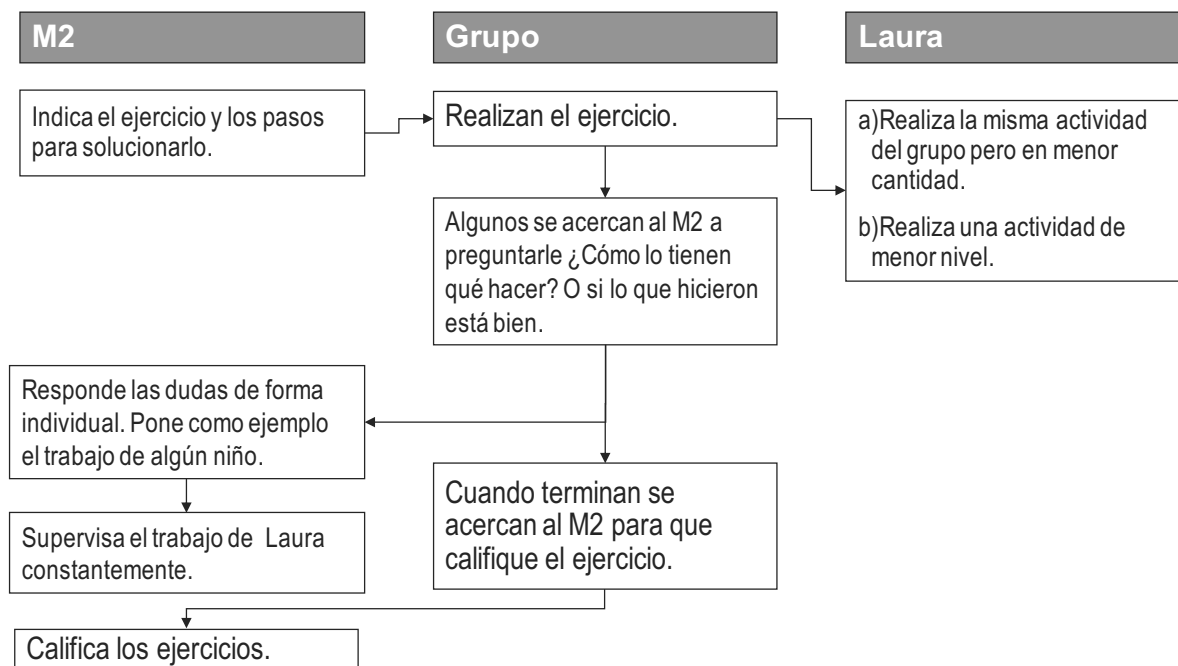 M2
Grupo
Laura
Indica el ejercicio y los pasos
para solucionarlo.
Realizan el ejercicio.
a)Realiza la misma actividad
del grupo pero en menor
cantidad.
b)Realiza una actividad de
menor nivel.
Algunos se acercan al M2 a
preguntarle ¿Cómo lo tienen
qué hacer? O si lo que hicieron
está bien.
Responde las dudas de forma
individual. Pone como ejemplo
el trabajo de algún niño.
Cuando terminan se
acercan al M2 para que
califique el ejercicio.
Supervisa el trabajo de Laura
constantemente.
Califica los ejercicios.